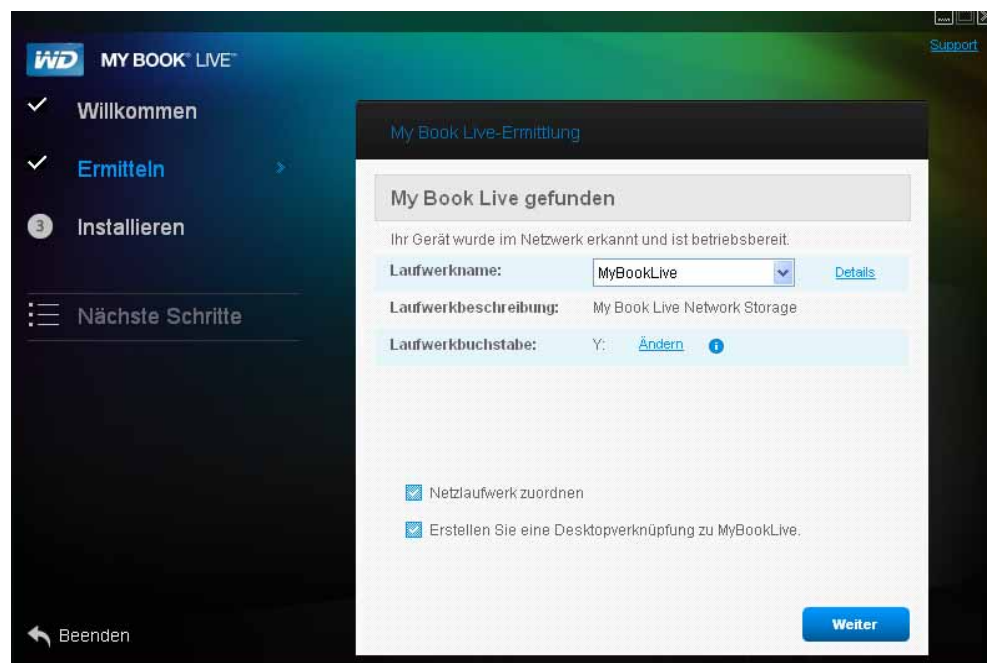 WD MY BOOK® LIVE™
Support
Willkommen
Ermitteln
3 Installieren
Nächste Schritte
Beenden
My Book Live-Ermittlung
My Book Live gefunden
Ihr Gerät wurde im Netzwerk erkannt und ist betriebsbereit.
Laufwerkname: MyBookLive Details
Laufwerkbeschreibung: My Book Live Network Storage
Laufwerkbuchstabe: Y: Ändern
Netzlaufwerk zuordnen
Erstellen Sie eine Desktopverknüpfung zu MyBookLive.
Weiter